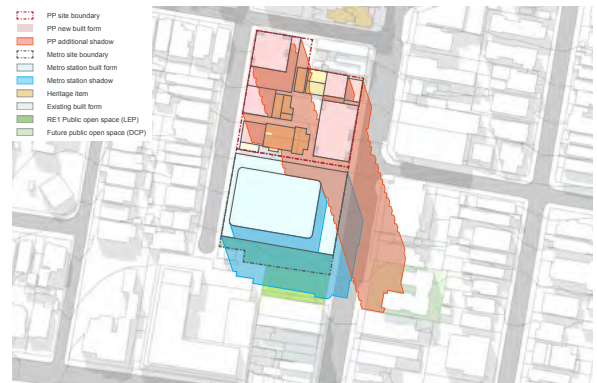 PP site boundary
PP new built form
PP additional shadow
Metro site boundary
Metro station built form
Metro station shadow
Heritage item
Existing built form
RE1 Public open space (LEP)
Future public open space (DCP)